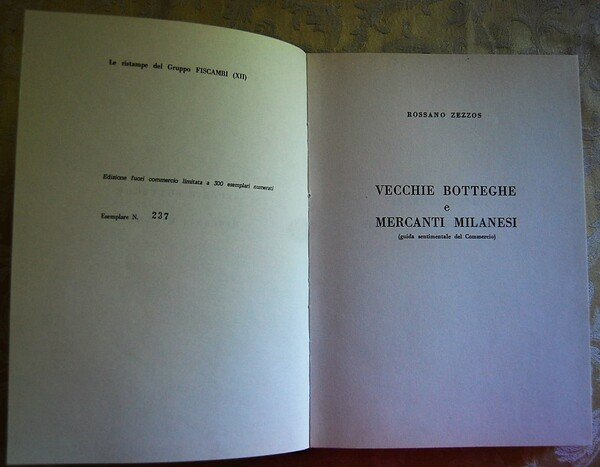 Le ristampe del Gruppo FISCAMBI (XII)
Edizione fuori commercio limitata a 300 esemplari numerati
Esemplare N. 237
ROSSANO ZEZZOS
VECCHIE BOTTEGHE
e
MERCANTI MILANESI
(guida sentimentale del Commercio)